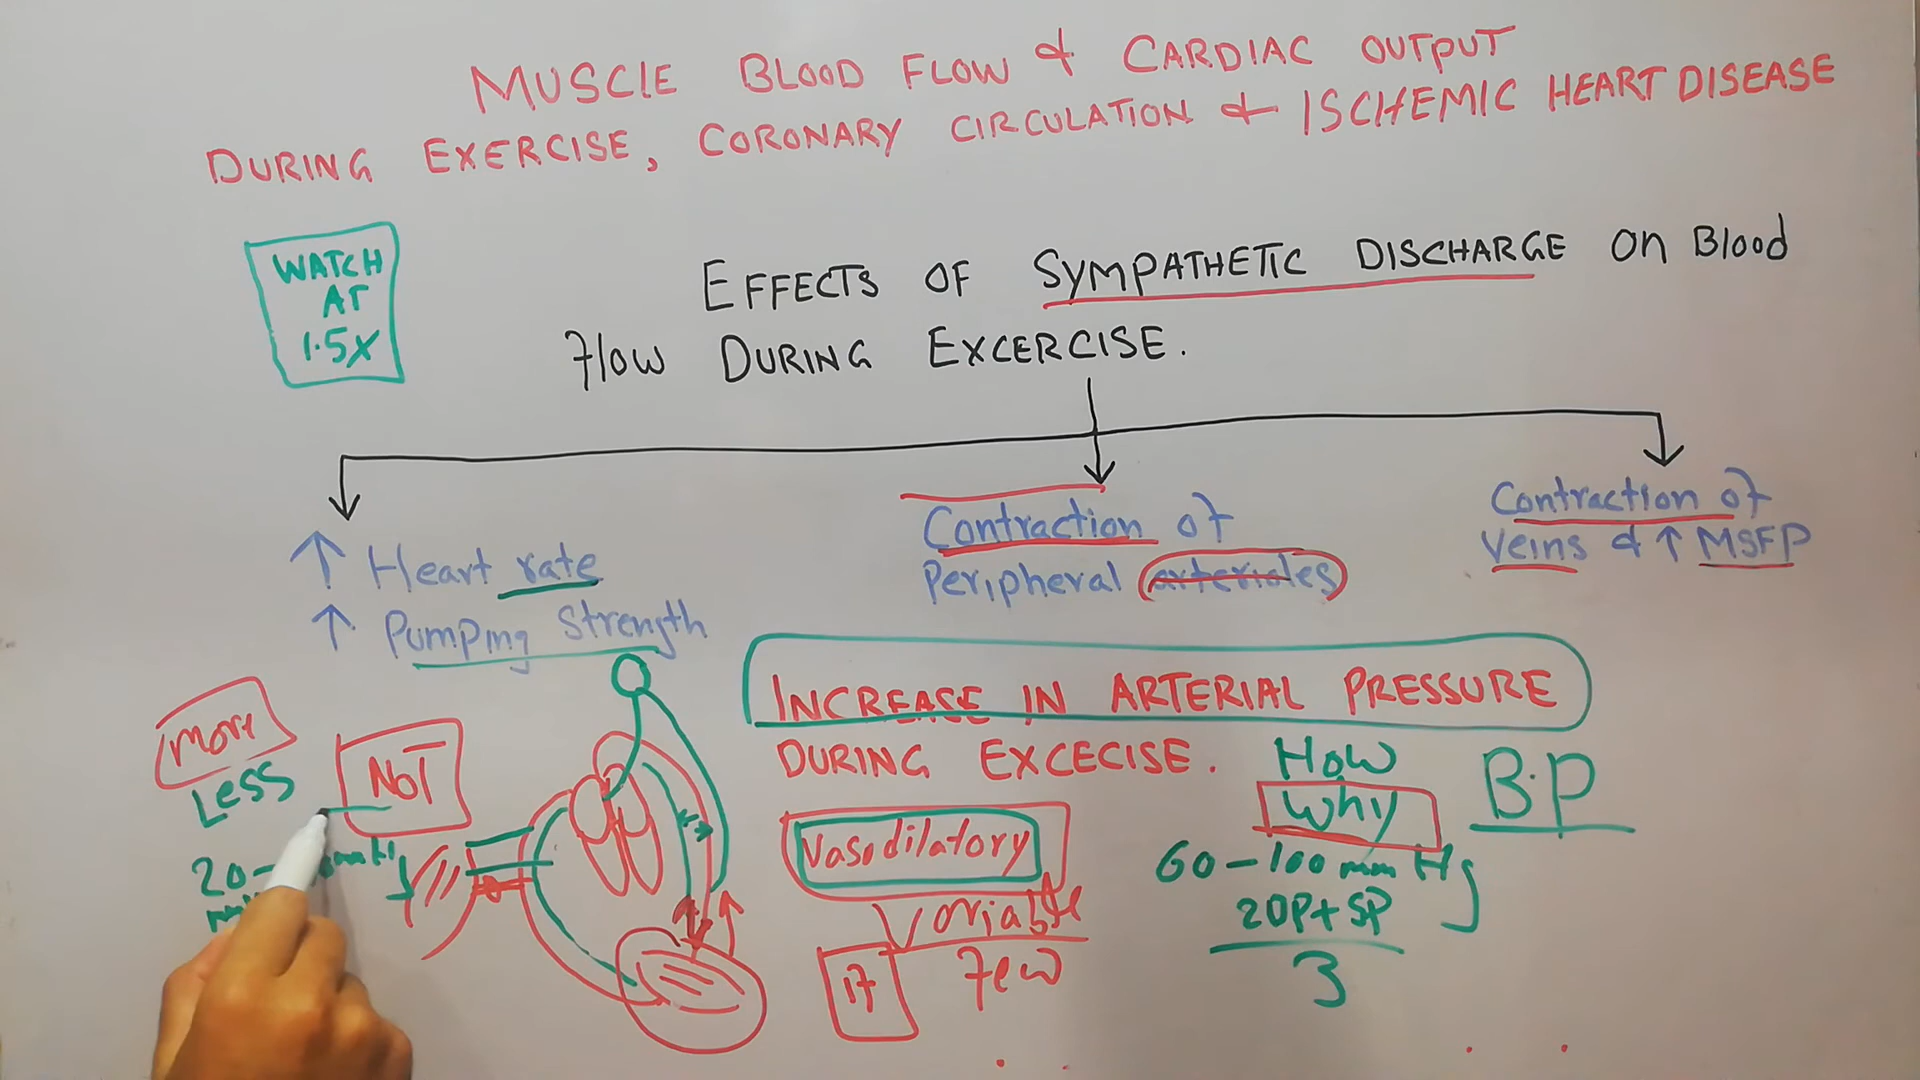 MUSCLE BLOOD FLOW & CARDIAC OUTPUT
DURING EXERCISE, CORONARY CIRCULATION & ISCHEMIC HEART DISEASE
WATCH
AT
1.5X
EFFECTS OF SYMPATHETIC DISCHARGE ON Blood
Flow DURING EXCERCISE.
↑ Heart rate
↑ Pumping Strength
Contraction of
Peripheral arterioles
Contraction of
Veins & ↑ MSFP
INCREASE IN ARTERIAL PRESSURE
DURING EXCECISE.
More
Less
NOT
20-
Vasodilatory
Variable
If Few
How
Why
B.P
60-100 mm Hg
2DP+SP
3